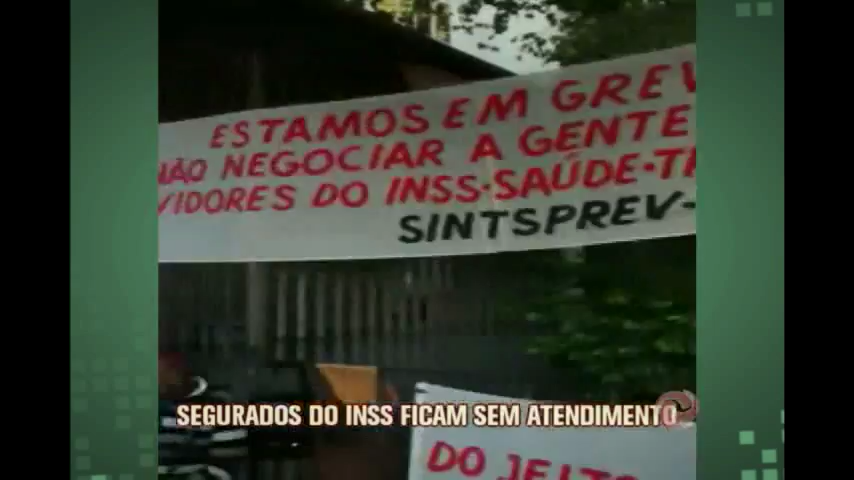 ESTAMOS EM GREV
NÃO NEGOCIAR A GENTE
VIDORES DO INSS-SAÚDE-T
SINTSPREV-
SEGURADOS DO INSS FICAM SEM ATENDIMENTO
DO JEITO